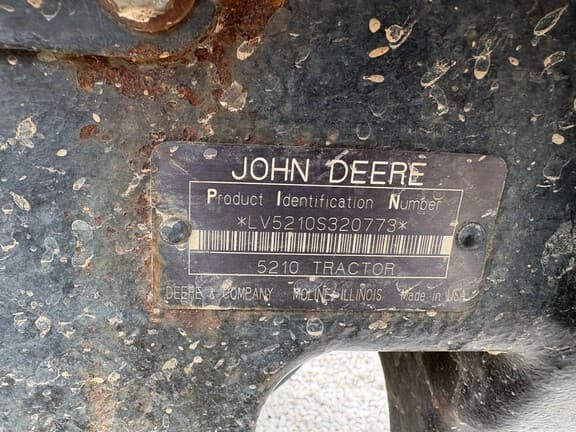 JOHN DEERE
Product Identification Number
*LV5210S320773*
5210 TRACTOR
DEERE & COMPANY MOLINE, ILLINOIS Made in USA